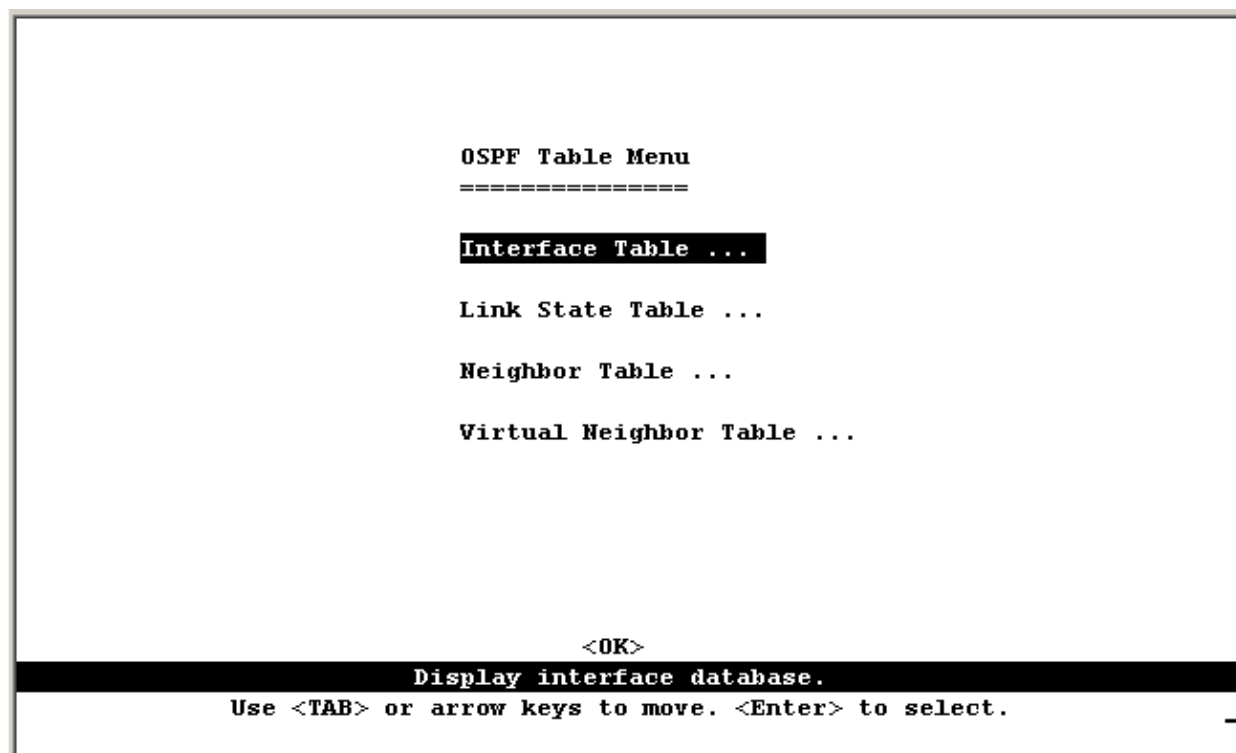 OSPF Table Menu
===============
Interface Table ...
Link State Table ...
Neighbor Table ...
Virtual Neighbor Table ...
<OK>
Display interface database.
Use <TAB> or arrow keys to move. <Enter> to select.